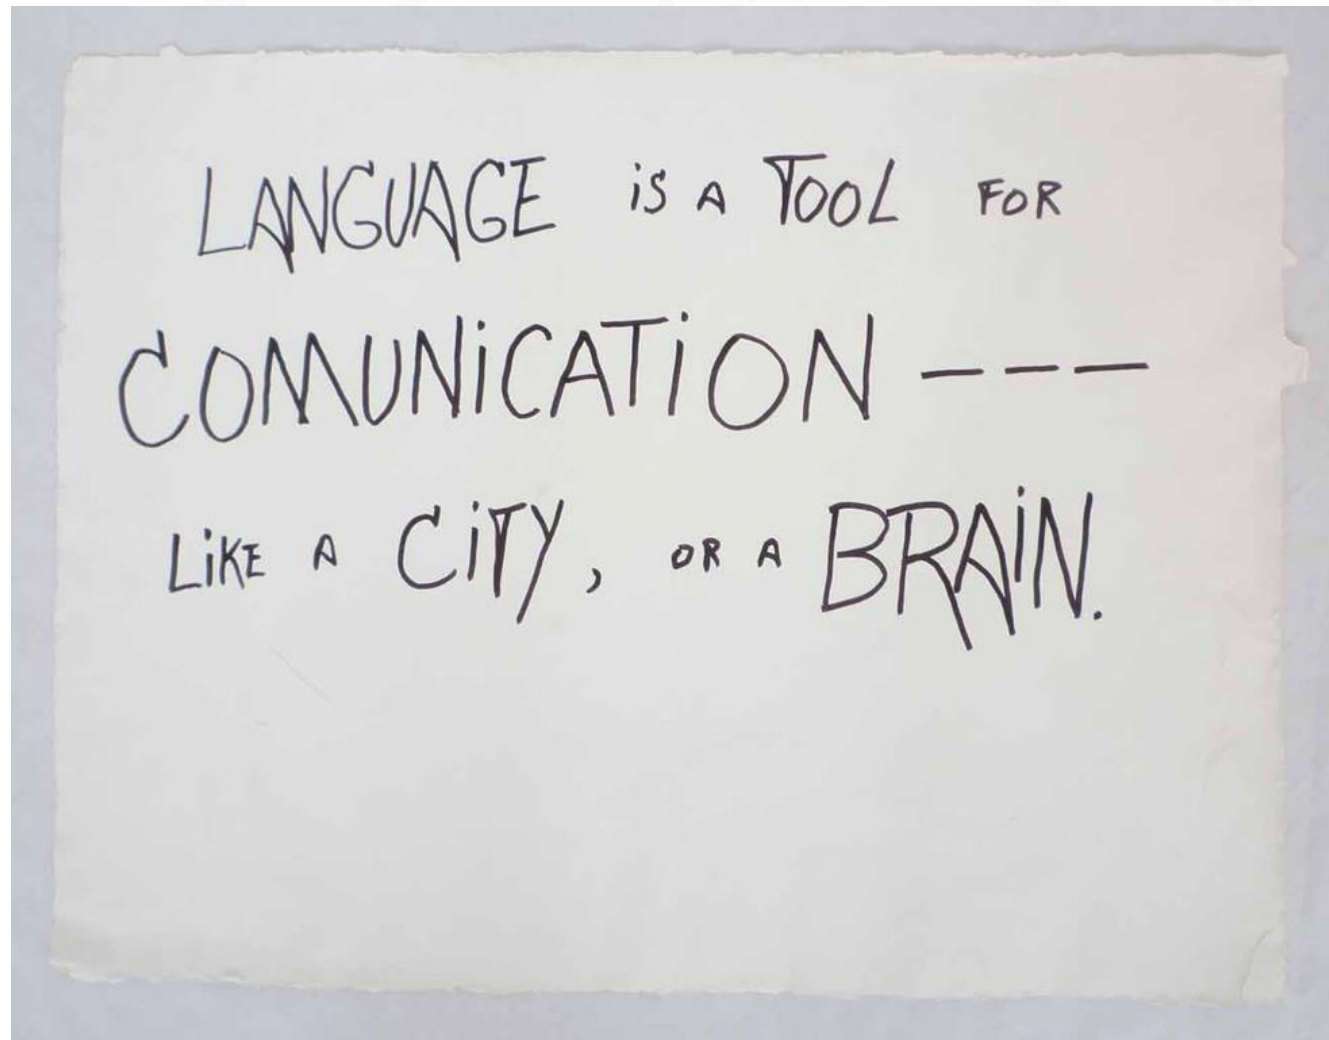 LANGUAGE iS A TOOL FOR
COMUNiCATiON ---
LiKE A CiTY, OR A BRAiN.